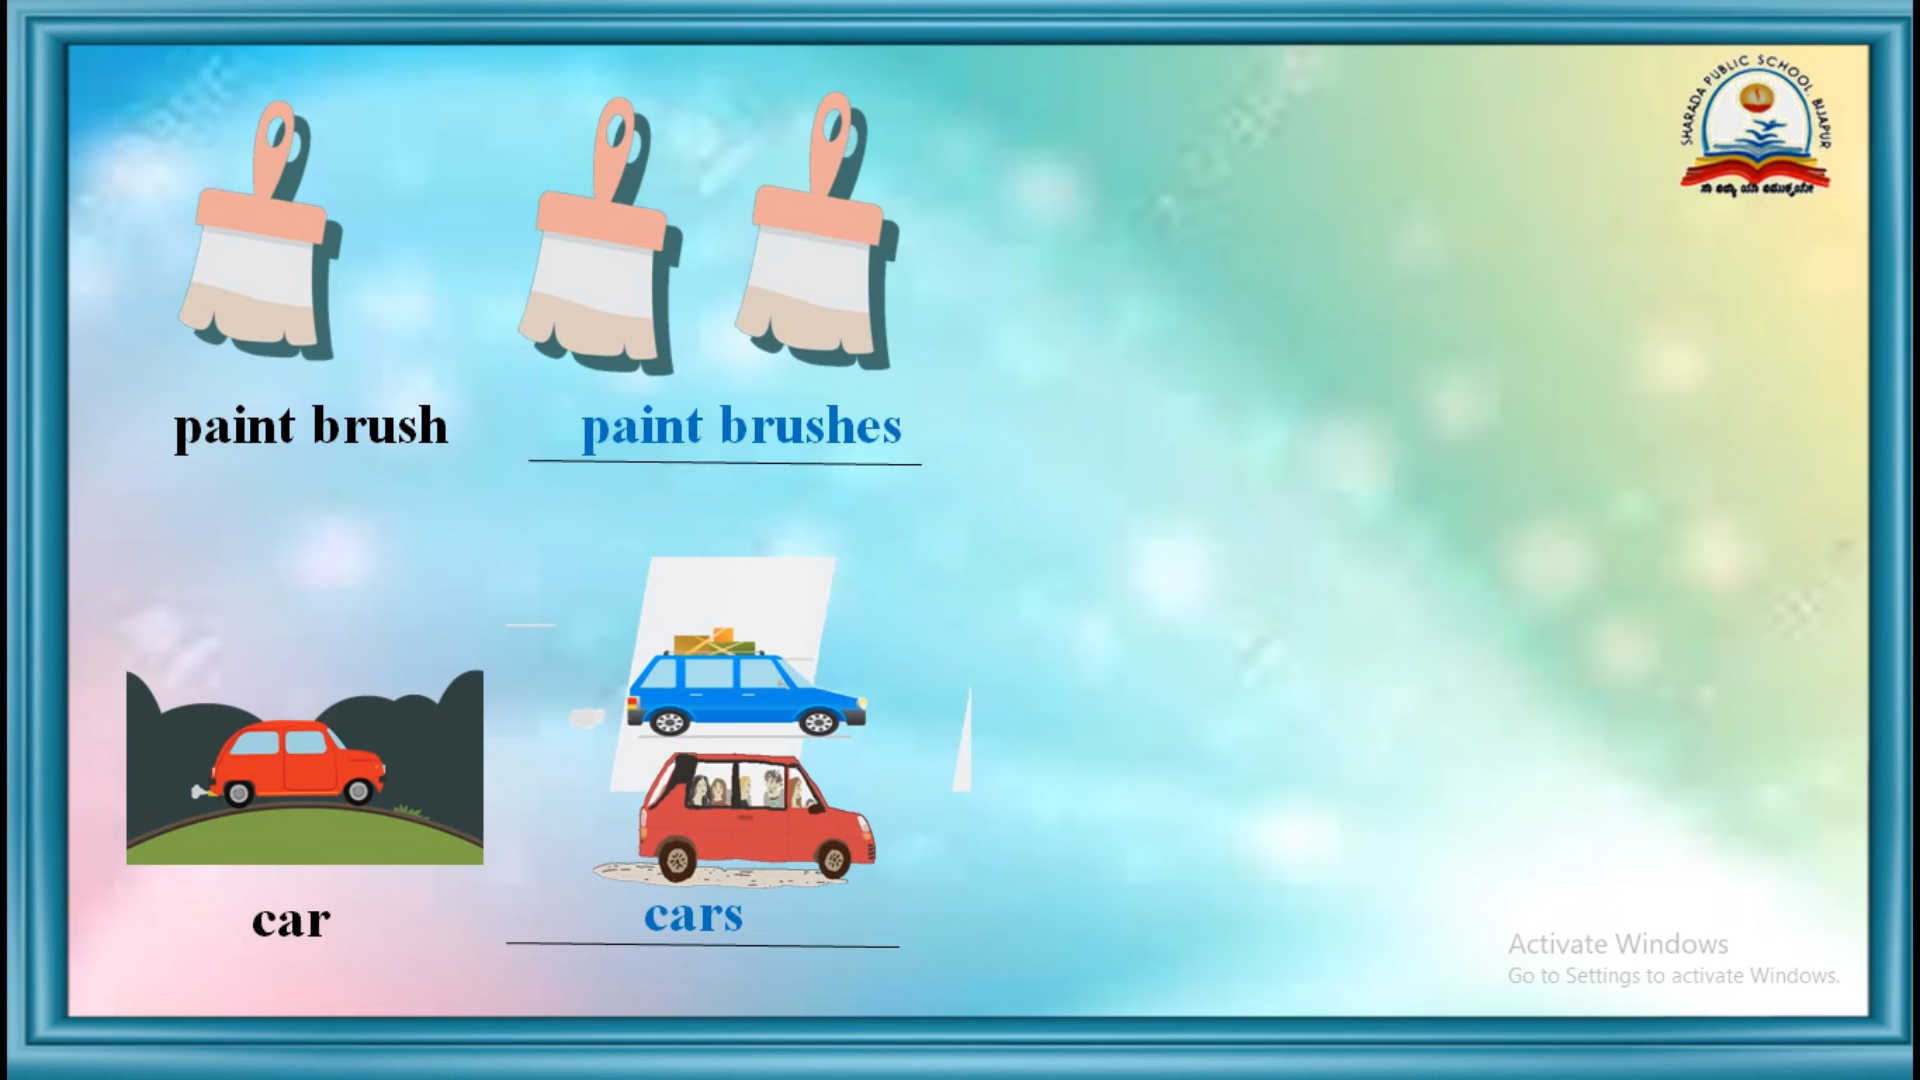 SHARADA PUBLIC SCHOOL, BIJAPUR
paint brush
paint brushes
car
cars
Activate Windows
Go to Settings to activate Windows.